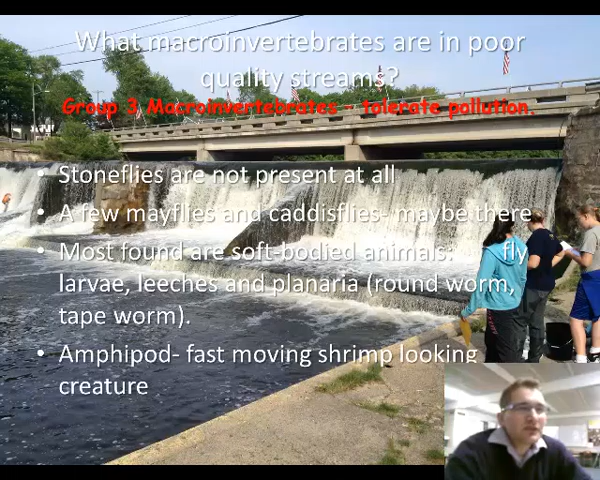 What macroinvertebrates are in poor
quality streams?
Group 3 Macroinvertebrates - tolerate pollution.
• Stoneflies are not present at all
• A few mayflies and caddisflies- maybe there
• Most found are soft-bodied animals: fly
larvae, leeches and planaria (round worm,
tape worm).
• Amphipod- fast moving shrimp looking
creature